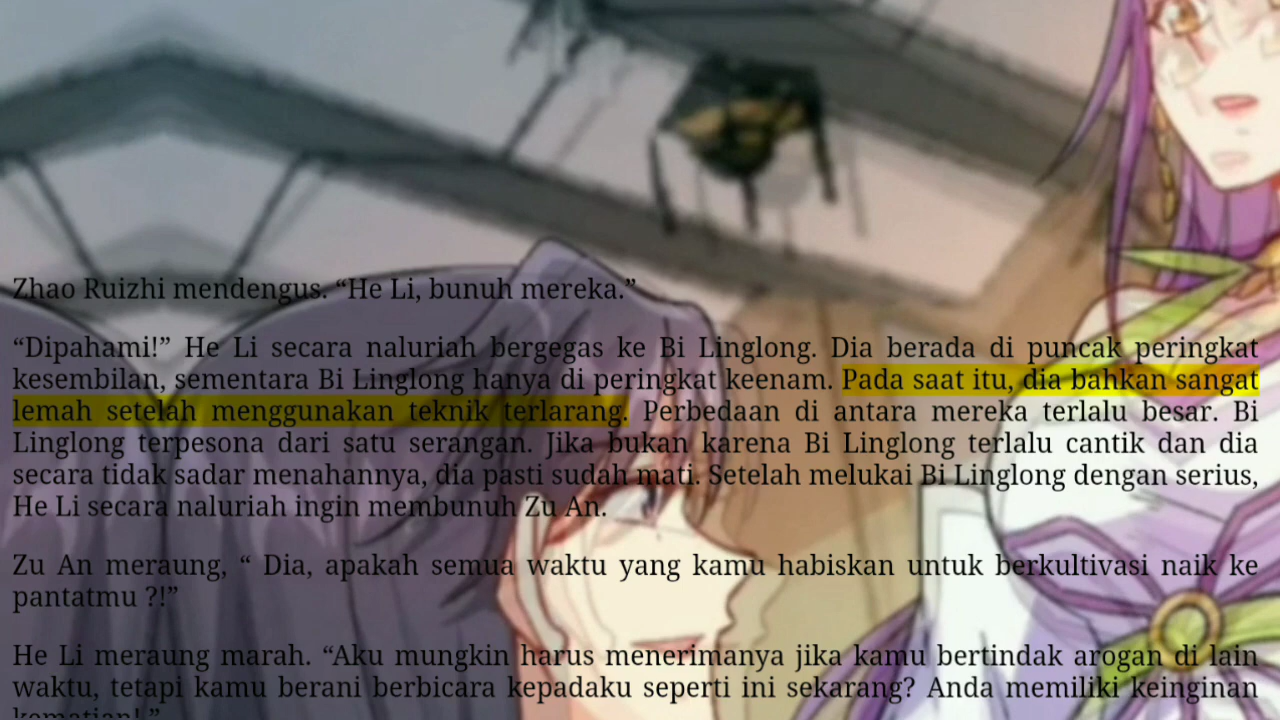 Zhao Ruizhi mendengus. “He Li, bunuh mereka.”
“Dipahami!” He Li secara naluriah bergegas ke Bi Linglong. Dia berada di puncak peringkat
kesembilan, sementara Bi Linglong hanya di peringkat keenam. Pada saat itu, dia bahkan sangat
lemah setelah menggunakan teknik terlarang. Perbedaan di antara mereka terlalu besar. Bi
Linglong terpesona dari satu serangan. Jika bukan karena Bi Linglong terlalu cantik dan dia
secara tidak sadar menahannya, dia pasti sudah mati. Setelah melukai Bi Linglong dengan serius,
He Li secara naluriah ingin membunuh Zu An.
Zu An meraung, “ Dia, apakah semua waktu yang kamu habiskan untuk berkultivasi naik ke
pantatmu ?!”
He Li meraung marah. “Aku mungkin harus menerimanya jika kamu bertindak arogan di lain
waktu, tetapi kamu berani berbicara kepadaku seperti ini sekarang? Anda memiliki keinginan
kematian! ”